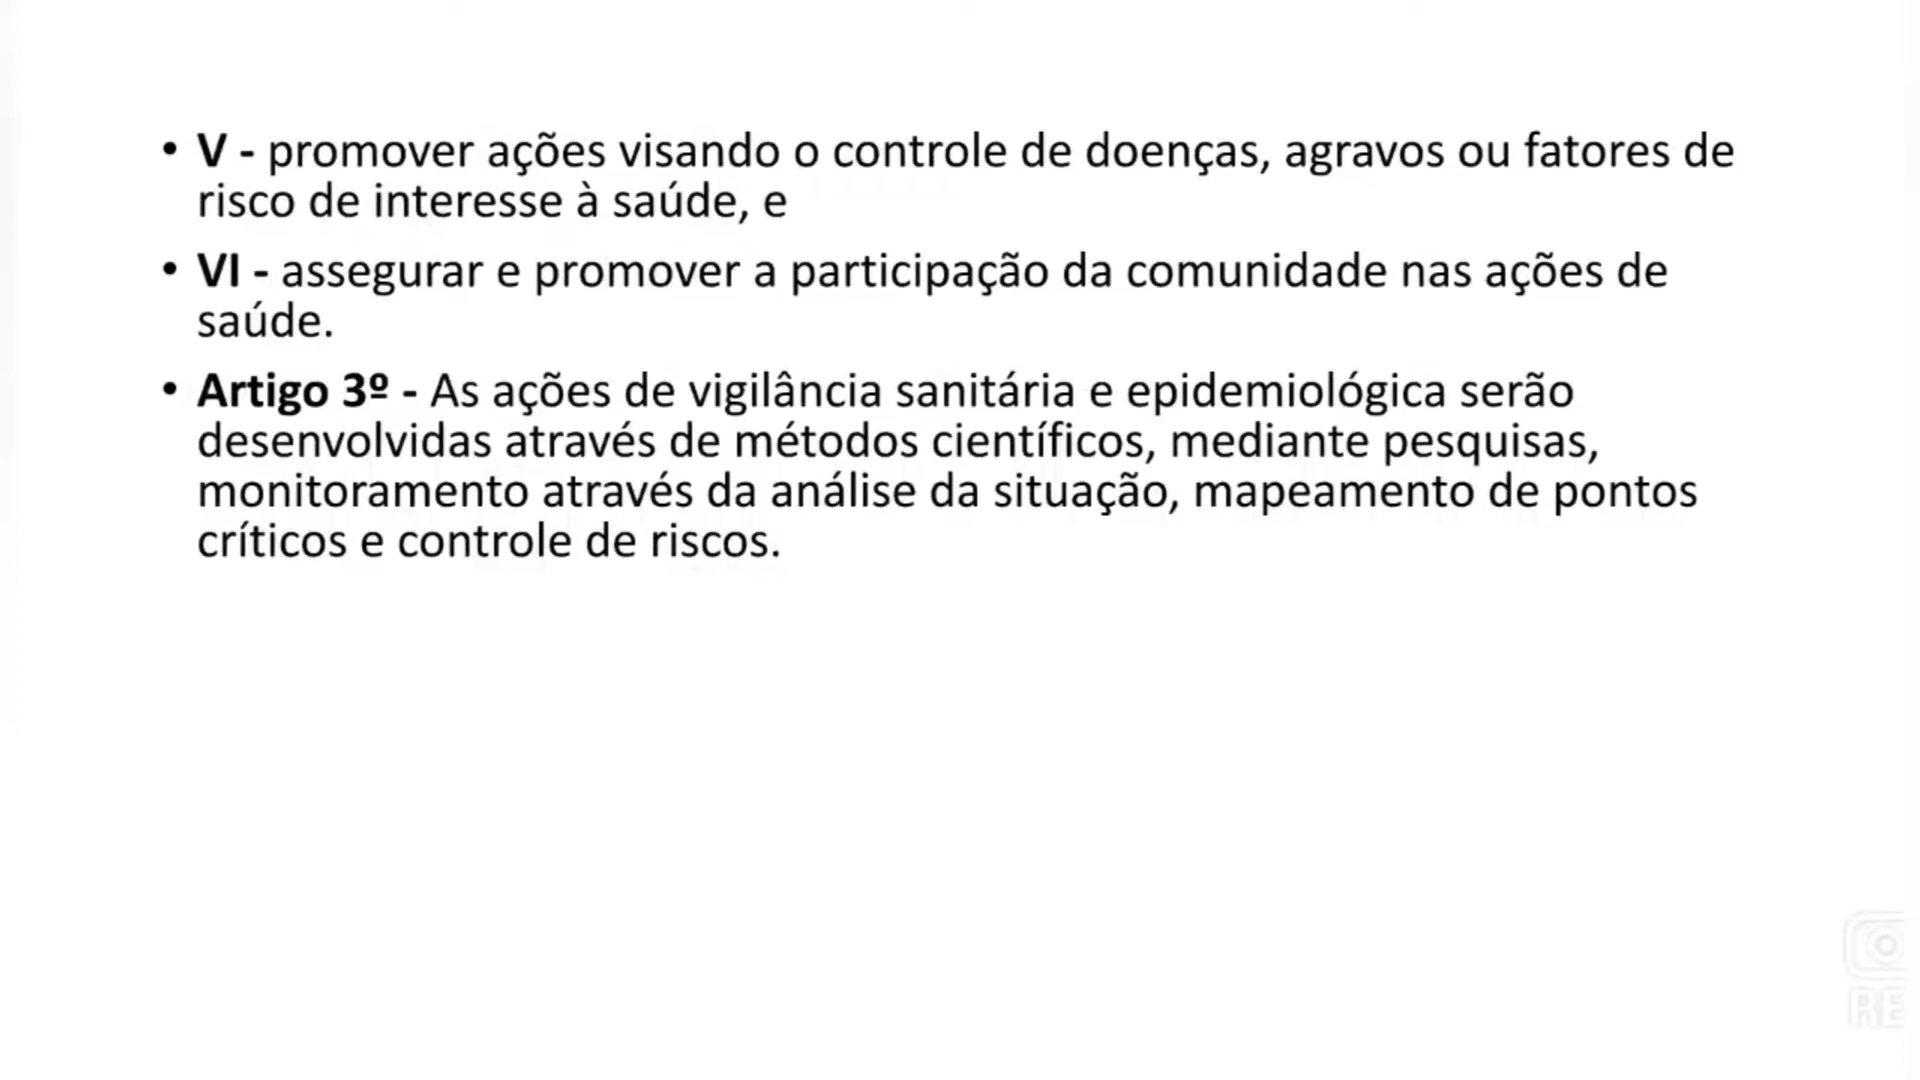 • V - promover ações visando o controle de doenças, agravos ou fatores de
risco de interesse à saúde, e
• VI - assegurar e promover a participação da comunidade nas ações de
saúde.
• Artigo 3º - As ações de vigilância sanitária e epidemiológica serão
desenvolvidas através de métodos científicos, mediante pesquisas,
monitoramento através da análise da situação, mapeamento de pontos
críticos e controle de riscos.
RE